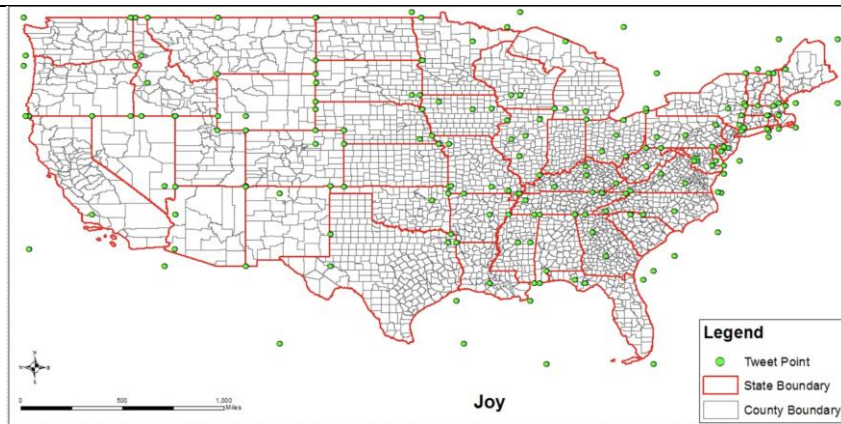 Legend
Tweet Point
State Boundary
County Boundary
N
W E
S
0 500 1,000
Miles
Joy